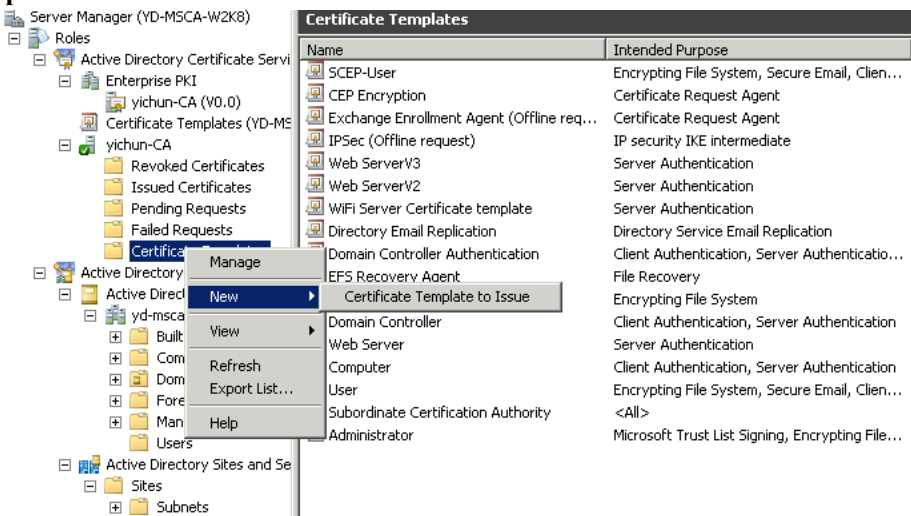 Server Manager (YD-MSCA-W2K8)
Roles
Active Directory Certificate Servi
Enterprise PKI
yichun-CA (V0.0)
Certificate Templates (YD-MS
yichun-CA
Revoked Certificates
Issued Certificates
Pending Requests
Failed Requests
Certifica
Active Directory
Active Direct
yd-msca
Built
Com
Dom
Fore
Man
Users
Active Directory Sites and Se
Sites
Subnets
Manage
New
Certificate Template to Issue
View
Refresh
Export List...
Help
Certificate Templates
Name Intended Purpose
SCEP-User Encrypting File System, Secure Email, Clien...
CEP Encryption Certificate Request Agent
Exchange Enrollment Agent (Offline req... Certificate Request Agent
IPSec (Offline request) IP security IKE intermediate
Web ServerV3 Server Authentication
Web ServerV2 Server Authentication
WiFi Server Certificate template Server Authentication
Directory Email Replication Directory Service Email Replication
Domain Controller Authentication Client Authentication, Server Authenticatio...
EFS Recovery Agent File Recovery
Encrypting File System
Domain Controller Client Authentication, Server Authentication
Web Server Server Authentication
Computer Client Authentication, Server Authentication
User Encrypting File System, Secure Email, Clien...
Subordinate Certification Authority <All>
Administrator Microsoft Trust List Signing, Encrypting File...